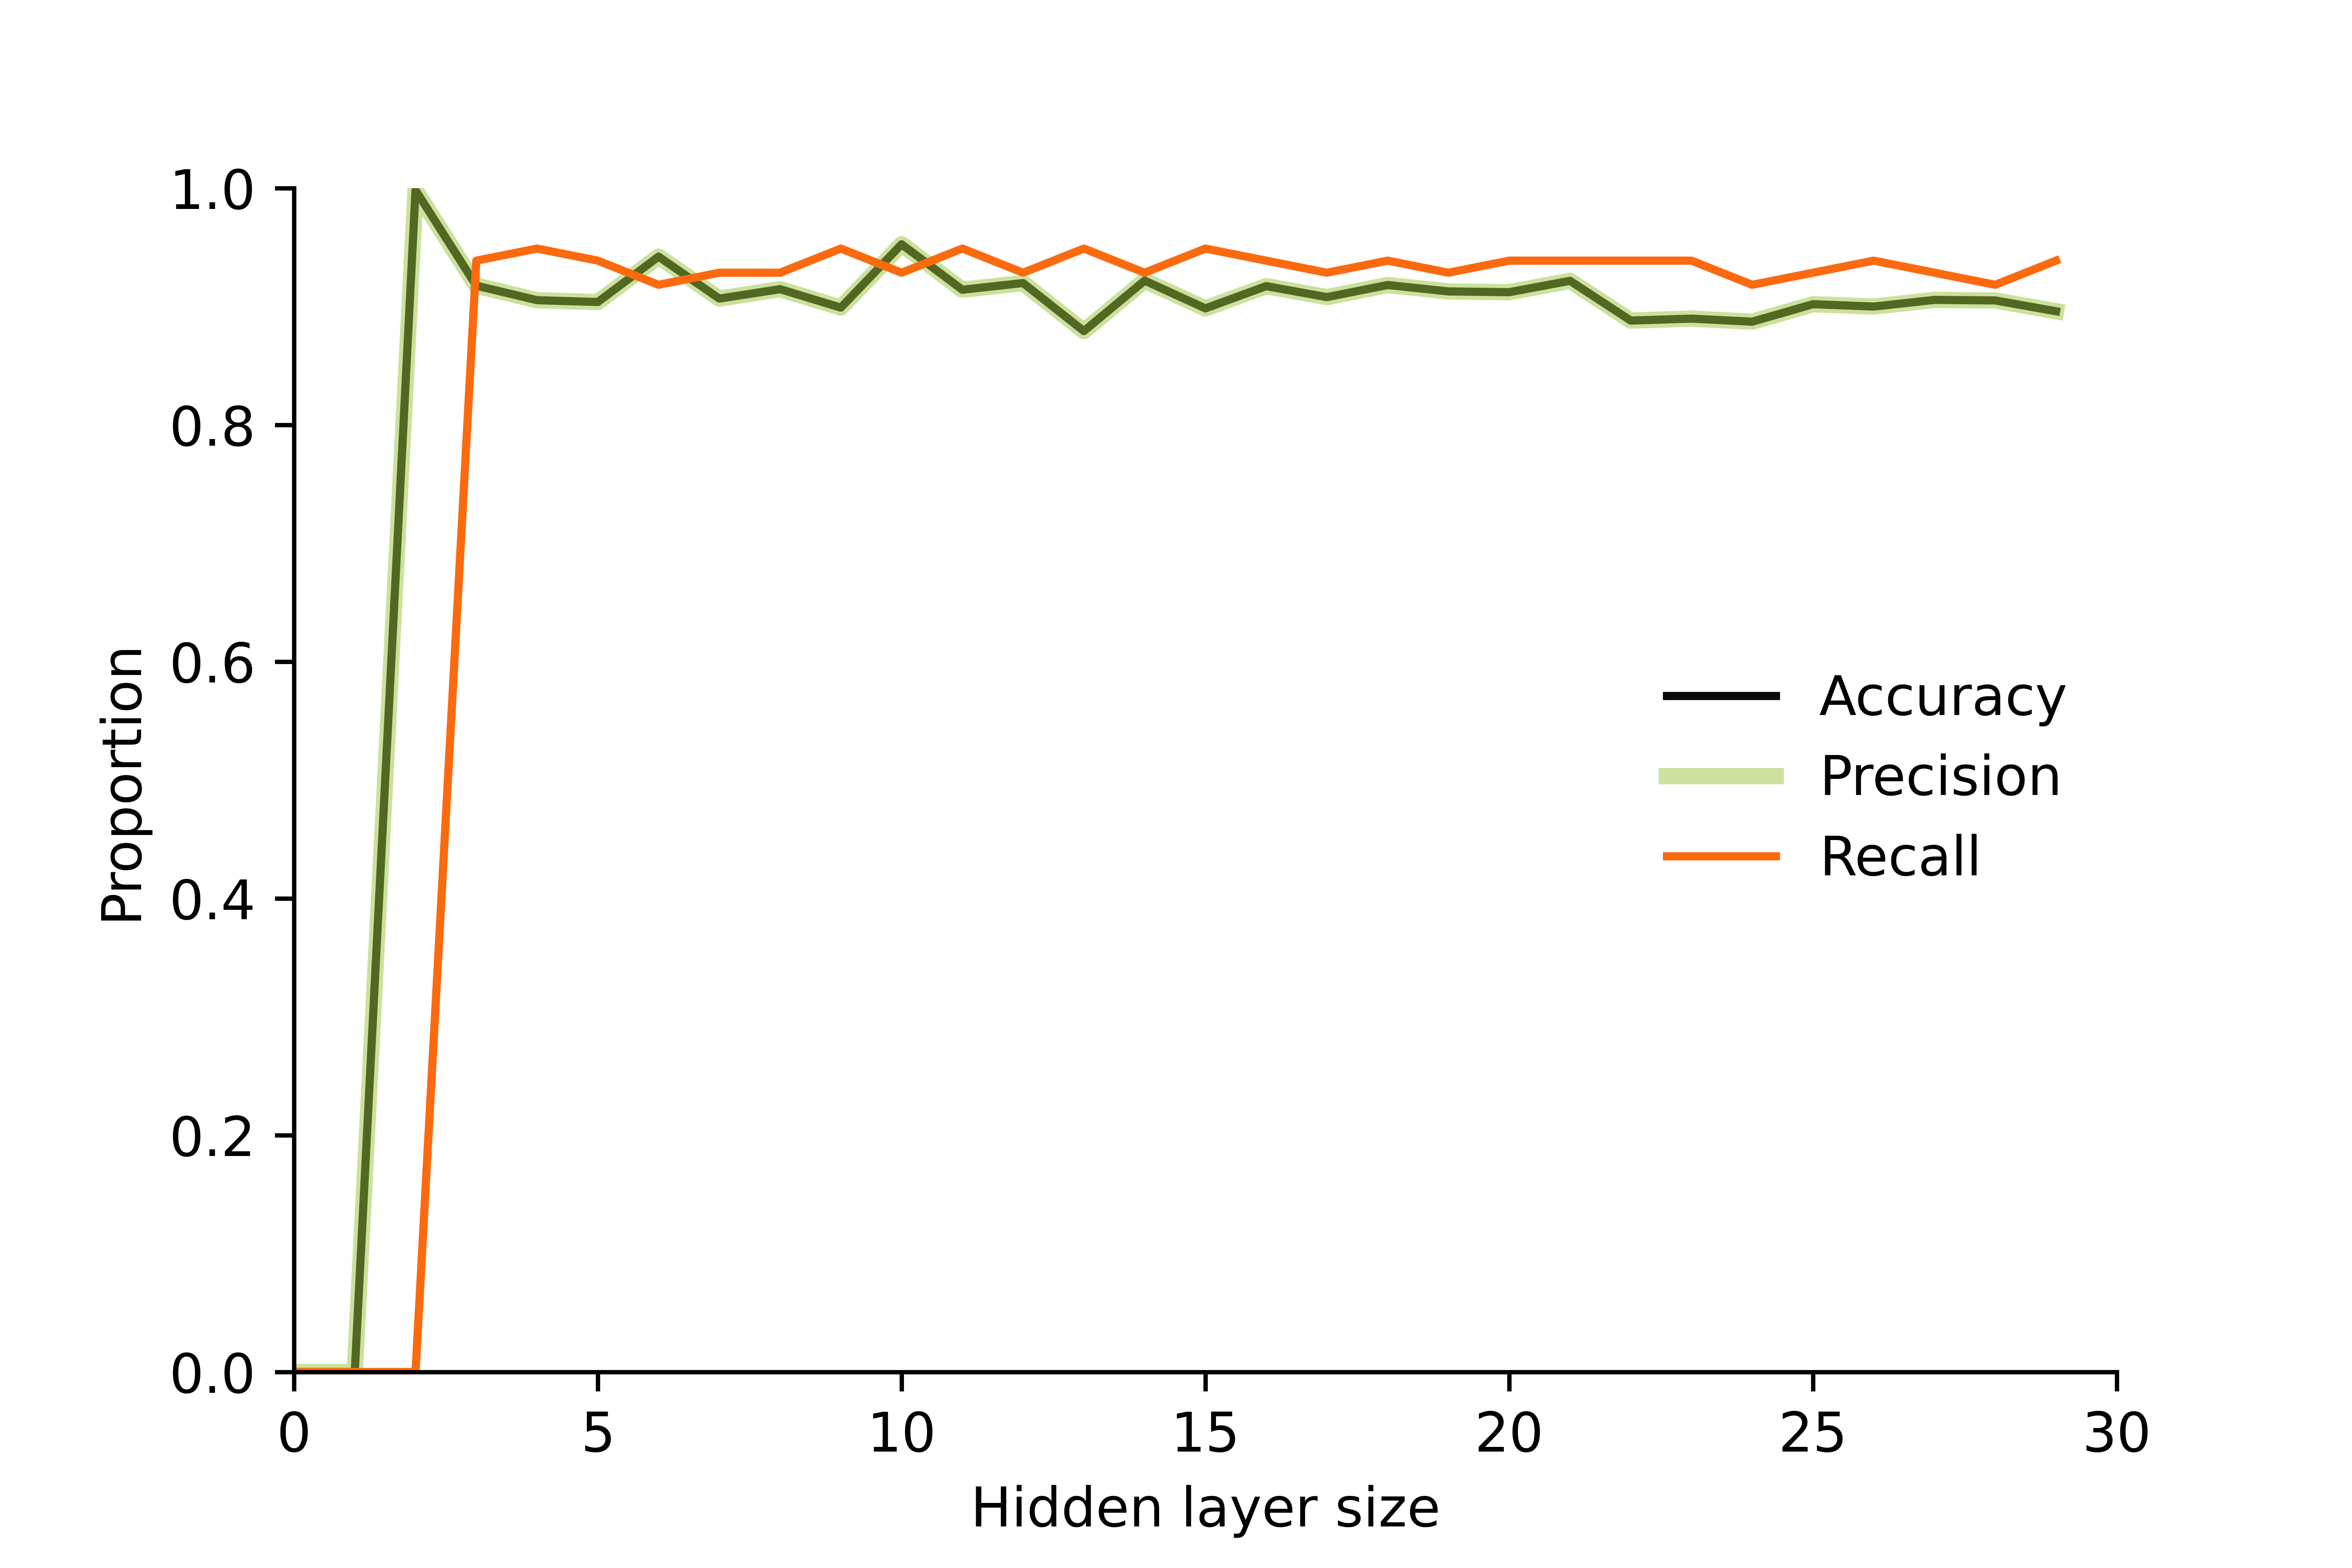 1.0
0.8
0.6
0.4
0.2
0.0
Proportion
Accuracy
Precision
Recall
0 5 10 15 20 25 30
Hidden layer size